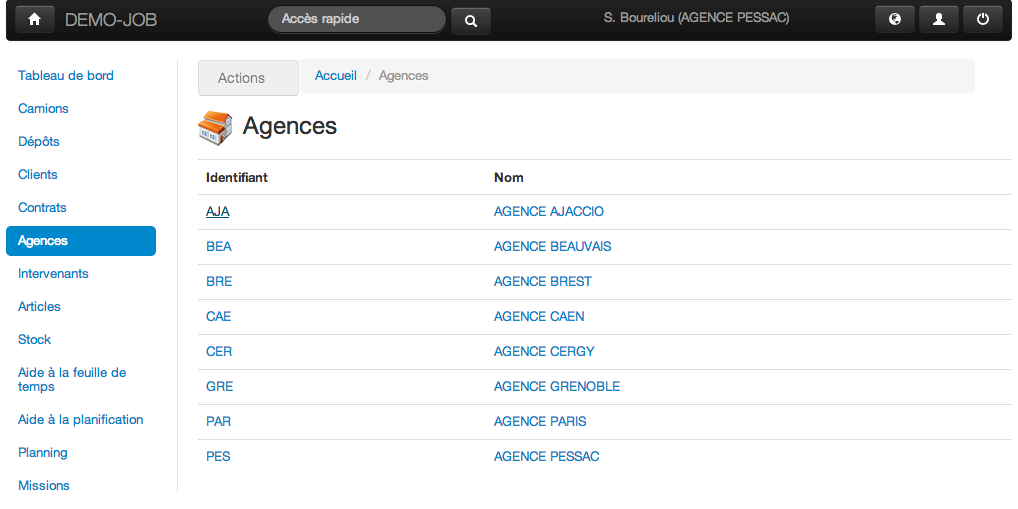 DEMO-JOB
Accès rapide
S. Boureliou (AGENCE PESSAC)
Tableau de bord
Camions
Dépôts
Clients
Contrats
Agences
Intervenants
Articles
Stock
Aide à la feuille de
temps
Aide à la planification
Planning
Missions
Actions
Accueil / Agences
Agences
Identifiant Nom
AJA AGENCE AJACCIO
BEA AGENCE BEAUVAIS
BRE AGENCE BREST
CAE AGENCE CAEN
CER AGENCE CERGY
GRE AGENCE GRENOBLE
PAR AGENCE PARIS
PES AGENCE PESSAC